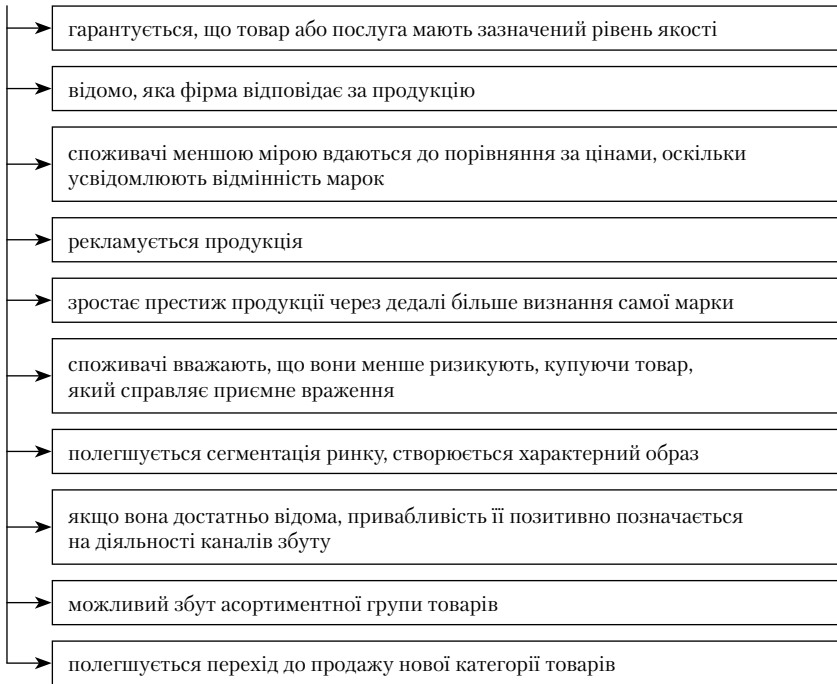 гарантується, що товар або послуга мають зазначений рівень якості
відомо, яка фірма відповідає за продукцію
споживачі меншою мірою вдаються до порівняння за цінами, оскільки
усвідомлюють відмінність марок
рекламується продукція
зростає престиж продукції через дедалі більше визнання самої марки
споживачі вважають, що вони менше ризикують, купуючи товар,
який справляє приємне враження
полегшується сегментація ринку, створюється характерний образ
якщо вона достатньо відома, привабливість її позитивно позначається
на діяльності каналів збуту
можливий збут асортиментної групи товарів
полегшується перехід до продажу нової категорії товарів